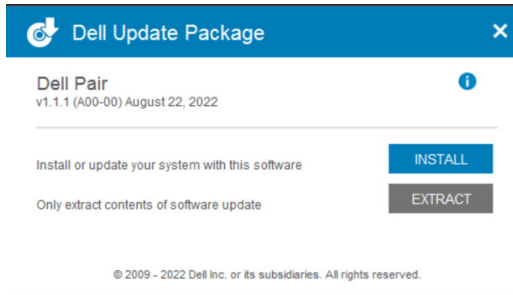 Dell Update Package
Dell Pair
v1.1.1 (A00-00) August 22, 2022
Install or update your system with this software
INSTALL
Only extract contents of software update
EXTRACT
© 2009 - 2022 Dell Inc. or its subsidiaries. All rights reserved.